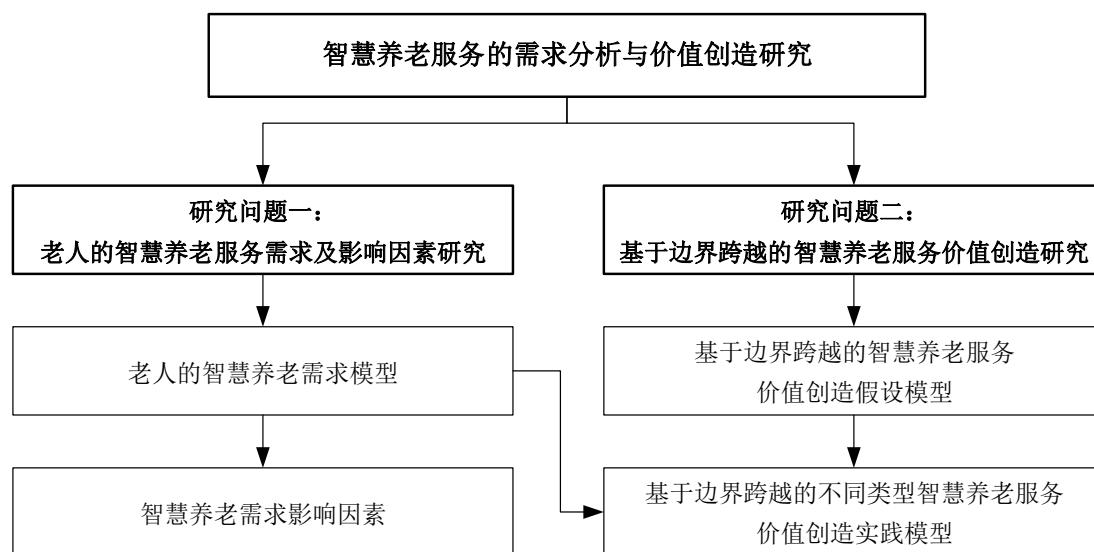 智慧养老服务的需求分析与价值创造研究
研究问题一：
老人的智慧养老服务需求及影响因素研究
研究问题二：
基于边界跨越的智慧养老服务价值创造研究
老人的智慧养老需求模型
基于边界跨越的智慧养老服务
价值创造假设模型
智慧养老需求影响因素
基于边界跨越的不同类型智慧养老服务
价值创造实践模型